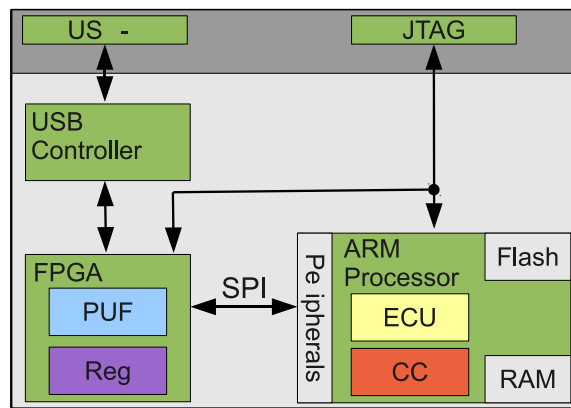 US -
JTAG
USB
Controller
FPGA
PUF
Reg
SPI
Pe ipherals
ARM
Processor
Flash
ECU
CC
RAM